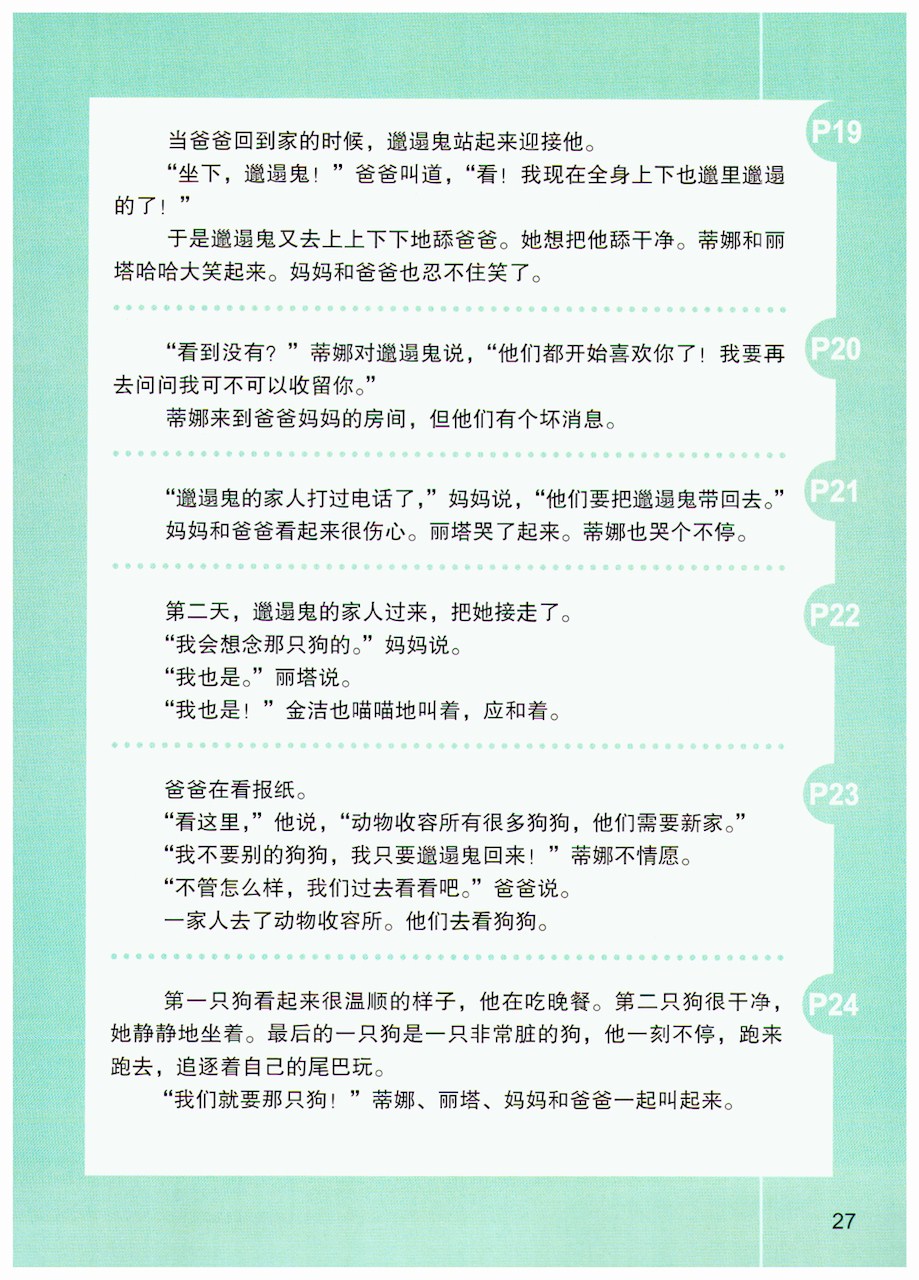 P19
当爸爸回到家的时候，邋遢鬼站起来迎接他。
“坐下，邋遢鬼！”爸爸叫道，“看！我现在全身上下也邋里邋遢
的了！”
于是邋遢鬼又去上上下下地舔爸爸。她想把他舔干净。蒂娜和丽
塔哈哈大笑起来。妈妈和爸爸也忍不住笑了。
P20
“看到没有？”蒂娜对邋遢鬼说，“他们都开始喜欢你了！我要再
去问问我可不可以收留你。”
蒂娜来到爸爸妈妈的房间，但他们有个坏消息。
P21
“邋遢鬼的家人打过电话了，”妈妈说，“他们要把邋遢鬼带回去。”
妈妈和爸爸看起来很伤心。丽塔哭了起来。蒂娜也哭个不停。
P22
第二天，邋遢鬼的家人过来，把她接走了。
“我会想念那只狗的。”妈妈说。
“我也是。”丽塔说。
“我也是！”金洁也喵喵地叫着，应和着。
P23
爸爸在看报纸。
“看这里，”他说，“动物收容所有很多狗狗，他们需要新家。”
“我不要别的狗狗，我只要邋遢鬼回来！”蒂娜不情愿。
“不管怎么样，我们过去看看吧。”爸爸说。
一家人去了动物收容所。他们去看狗狗。
P24
第一只狗看起来很温顺的样子，他在吃晚餐。第二只狗很干净，
她静静地坐着。最后的一只狗是一只非常脏的狗，他一刻不停，跑来
跑去，追逐着自己的尾巴玩。
“我们就要那只狗！”蒂娜、丽塔、妈妈和爸爸一起叫起来。
27